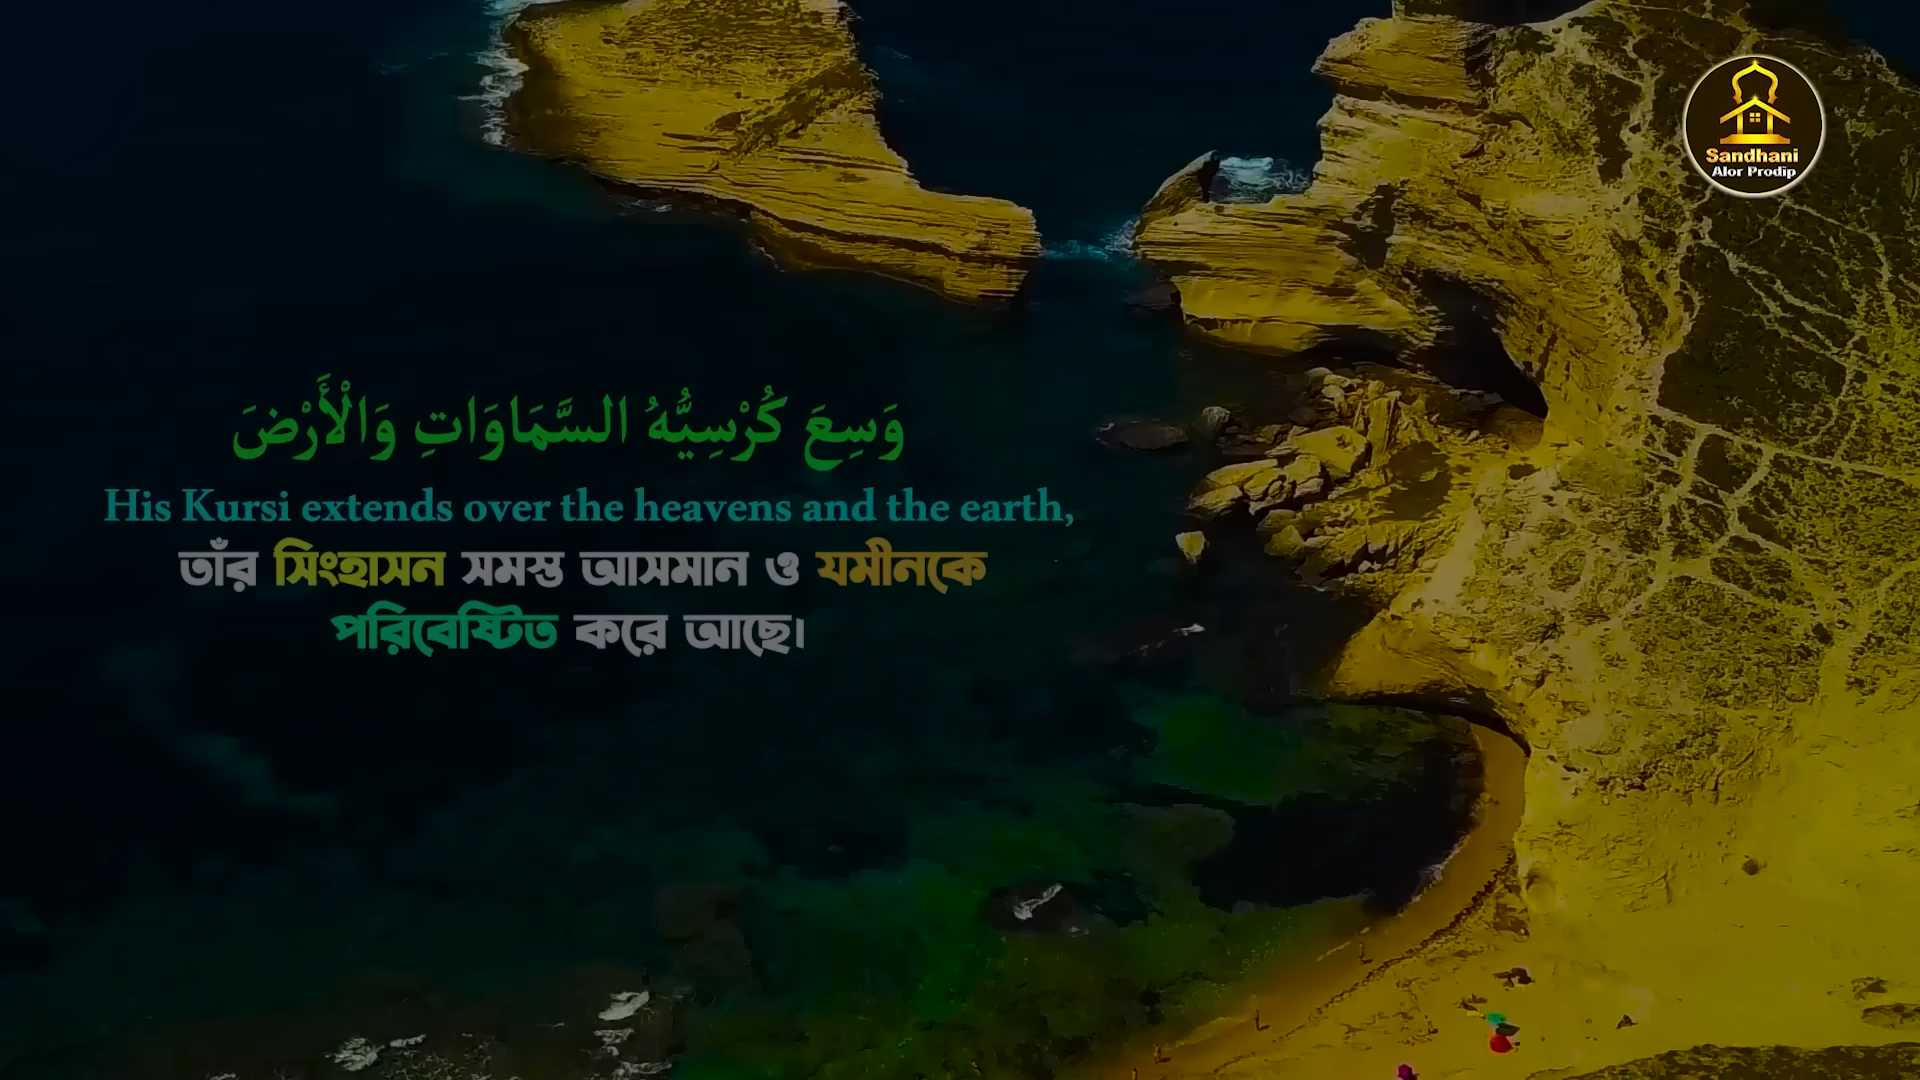 وَسِعَ كُرْسِيُّهُ السَّمَاوَاتِ وَالْأَرْضَ
His Kursi extends over the heavens and the earth,
তাঁর সিংহাসন সমস্ত আসমান ও যমীনকে
পরিবেষ্টিত করে আছে।
Sandhani
Alor Prodip